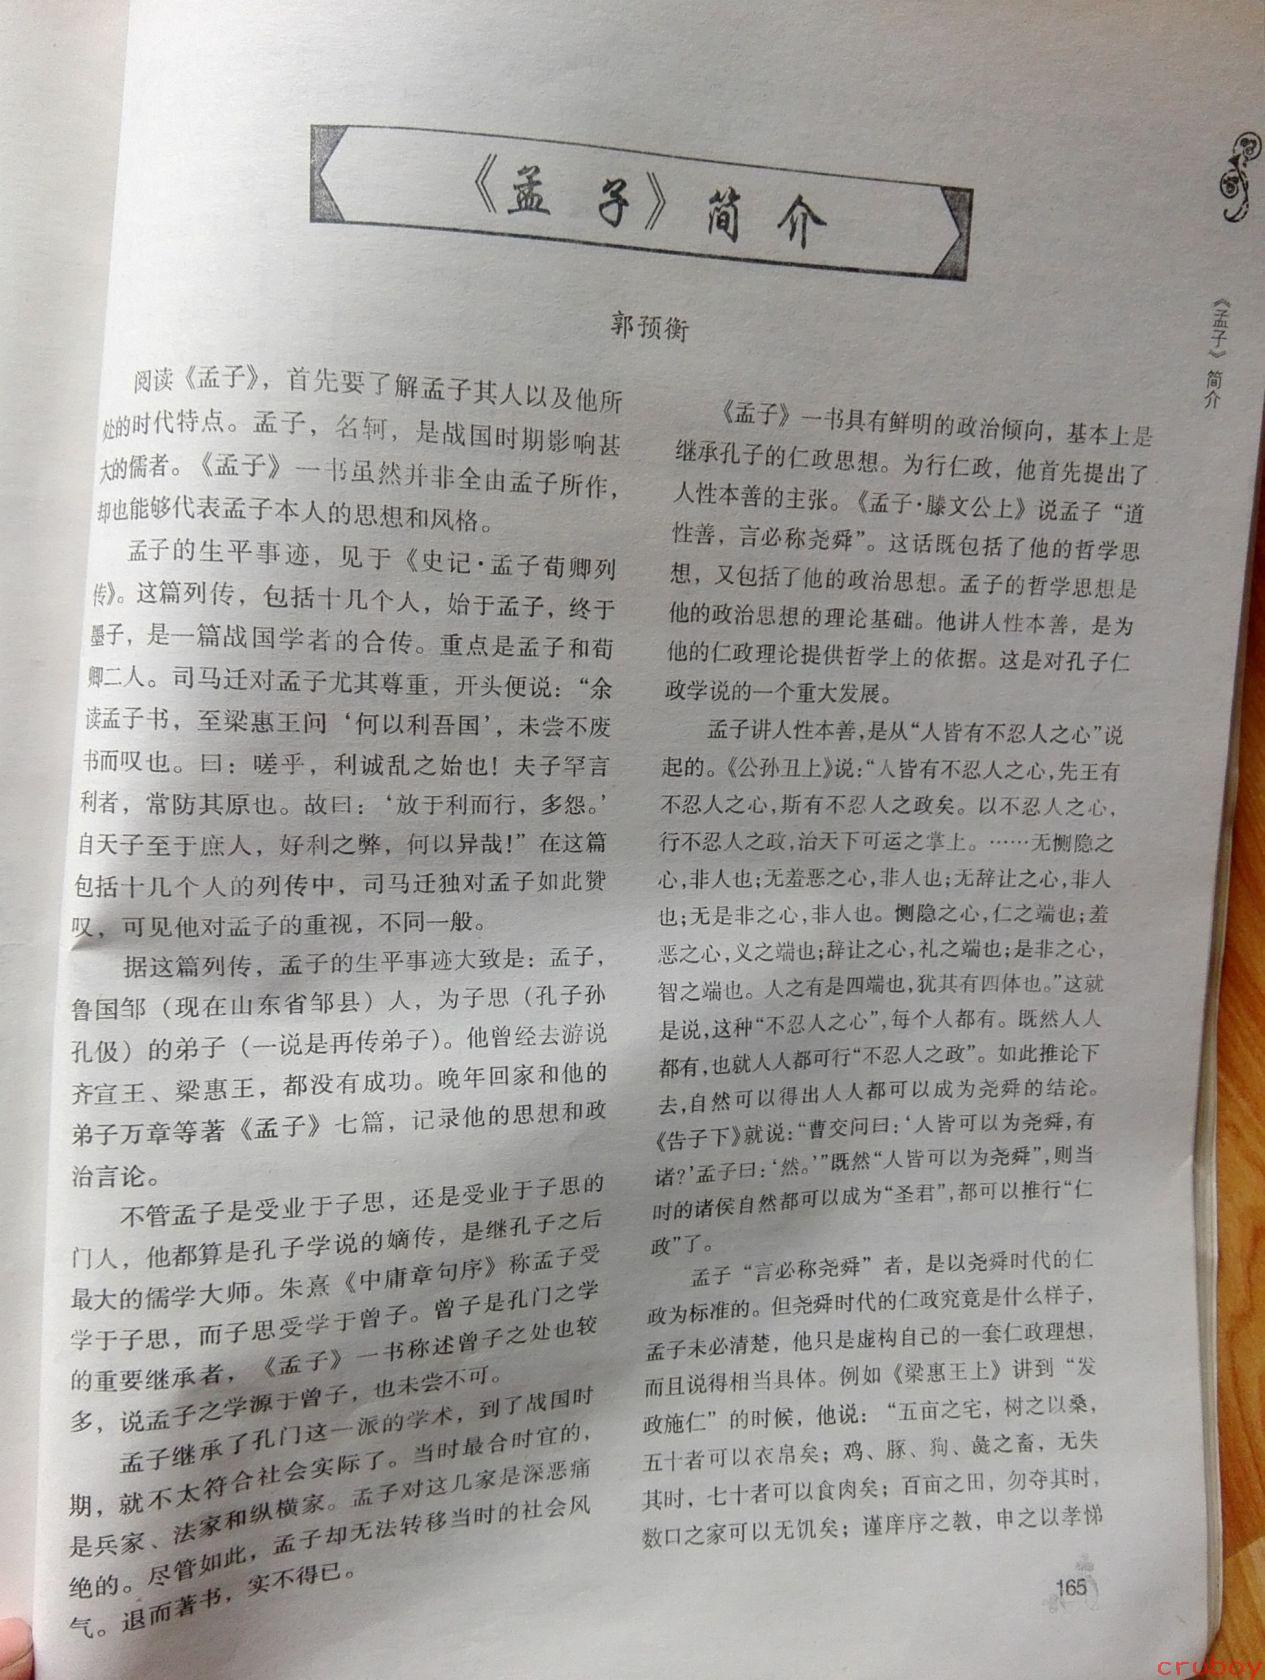 《孟子》简介
郭预衡
阅读《孟子》，首先要了解孟子其人以及他所
处的时代特点。孟子，名轲，是战国时期影响甚
大的儒者。《孟子》一书虽然并非全由孟子所作，
却也能够代表孟子本人的思想和风格。
孟子的生平事迹，见于《史记·孟子荀卿列
传》。这篇列传，包括十几个人，始于孟子，终于
墨子，是一篇战国学者的合传。重点是孟子和荀
卿二人。司马迁对孟子尤其尊重，开头便说：“余
读孟子书，至梁惠王问‘何以利吾国’，未尝不废
书而叹也。曰：嗟乎，利诚乱之始也！夫子罕言
利者，常防其原也。故曰：‘放于利而行，多怨。’
自天子至于庶人，好利之弊，何以异哉！”在这篇
包括十几个人的列传中，司马迁独对孟子如此赞
叹，可见他对孟子的重视，不同一般。
据这篇列传，孟子的生平事迹大致是：孟子，
鲁国邹（现在山东省邹县）人，为子思（孔子孙
孔伋）的弟子（一说是再传弟子）。他曾经去游说
齐宣王、梁惠王，都没有成功。晚年回家和他的
弟子万章等著《孟子》七篇，记录他的思想和政
治言论。
不管孟子是受业于子思，还是受业于子思的
门人，他都算是孔子学说的嫡传，是继孔子之后
最大的儒学大师。朱熹《中庸章句序》称孟子受
学于子思，而子思受学于曾子。曾子是孔门之学
的重要继承者，《孟子》一书称述曾子之处也较
多，说孟子之学源于曾子，也未尝不可。
孟子继承了孔门这一派的学术，到了战国时
期，就不太符合社会实际了。当时最合时宜的，
是兵家、法家和纵横家。孟子对这几家是深恶痛
绝的。尽管如此，孟子却无法转移当时的社会风
气。退而著书，实不得已。
《孟子》一书具有鲜明的政治倾向，基本上是
继承孔子的仁政思想。为行仁政，他首先提出了
人性本善的主张。《孟子·滕文公上》说孟子“道
性善，言必称尧舜”。这话既包括了他的哲学思
想，又包括了他的政治思想。孟子的哲学思想是
他的政治思想的理论基础。他讲人性本善，是为
他的仁政理论提供哲学上的依据。这是对孔子仁
政学说的一个重大发展。
孟子讲人性本善，是从“人皆有不忍人之心”说
起的。《公孙丑上》说：“人皆有不忍人之心，先王有
不忍人之心，斯有不忍人之政矣。以不忍人之心，
行不忍人之政，治天下可运之掌上。……无恻隐之
心，非人也；无羞恶之心，非人也；无辞让之心，非人
也；无是非之心，非人也。恻隐之心，仁之端也；羞
恶之心，义之端也；辞让之心，礼之端也；是非之心，
智之端也。人之有是四端也，犹其有四体也。”这就
是说，这种“不忍人之心”，每个人都有。既然人人
都有，也就人人都可行“不忍人之政”。如此推论下
去，自然可以得出人人都可以成为尧舜的结论。
《告子下》就说：“曹交问曰：‘人皆可以为尧舜，有
诸？’孟子曰：‘然。’”既然“人皆可以为尧舜”，则当
时的诸侯自然都可以成为“圣君”，都可以推行“仁
政”了。
孟子“言必称尧舜”者，是以尧舜时代的仁
政为标准的。但尧舜时代的仁政究竟是什么样子，
孟子未必清楚，他只是虚构自己的一套仁政理想，
而且说得相当具体。例如《梁惠王上》讲到“发
政施仁”的时候，他说：“五亩之宅，树之以桑，
五十者可以衣帛矣；鸡、豚、狗、彘之畜，无失
其时，七十者可以食肉矣；百亩之田，勿夺其时，
数口之家可以无饥矣；谨庠序之教，申之以孝悌
《孟子》简介
165
cruboy